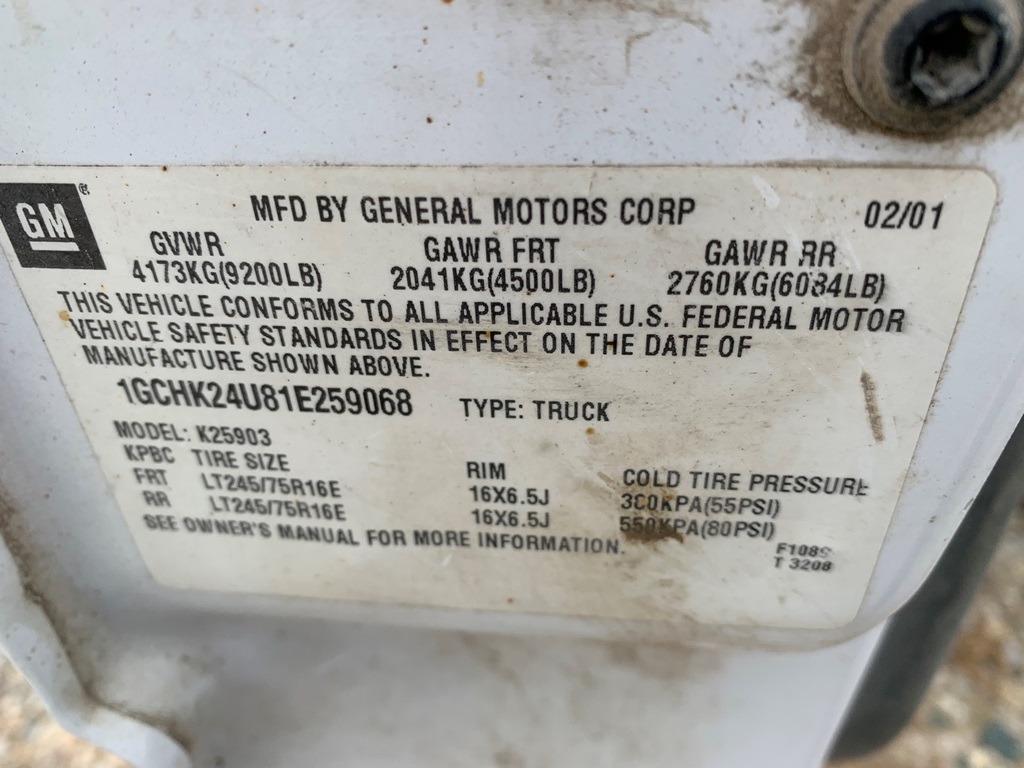 GM®
MFD BY GENERAL MOTORS CORP 02/01
GVWR GAWR FRT GAWR RR
4173KG(9200LB) 2041KG(4500LB) 2760KG(6084LB)
THIS VEHICLE CONFORMS TO ALL APPLICABLE U.S. FEDERAL MOTOR
VEHICLE SAFETY STANDARDS IN EFFECT ON THE DATE OF
MANUFACTURE SHOWN ABOVE.
1GCHK24U81E259068 TYPE: TRUCK
MODEL: K25903
KPBC TIRE SIZE RIM COLD TIRE PRESSURE
FRT LT245/75R16E 16X6.5J 380KPA(55PSI)
RR LT245/75R16E 16X6.5J 550KPA(80PSI)
SEE OWNER'S MANUAL FOR MORE INFORMATION.
T 3208